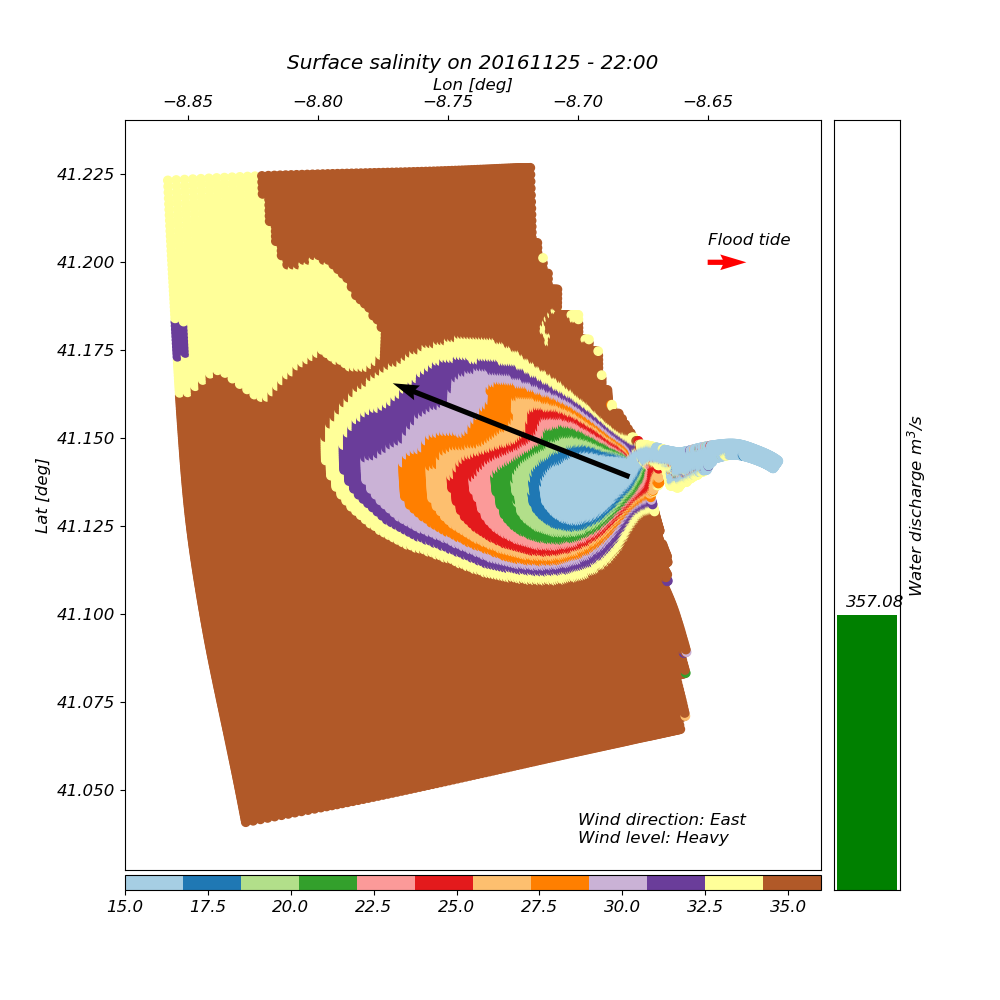 Surface salinity on 20161125 - 22:00
Lon [deg]
−8.85 −8.80 −8.75 −8.70 −8.65
41.225
41.200
41.175
41.150
41.125
41.100
41.075
41.050
Lat [deg]
Flood tide
Wind direction: East
Wind level: Heavy
357.08
Water discharge m³/s
15.0 17.5 20.0 22.5 25.0 27.5 30.0 32.5 35.0